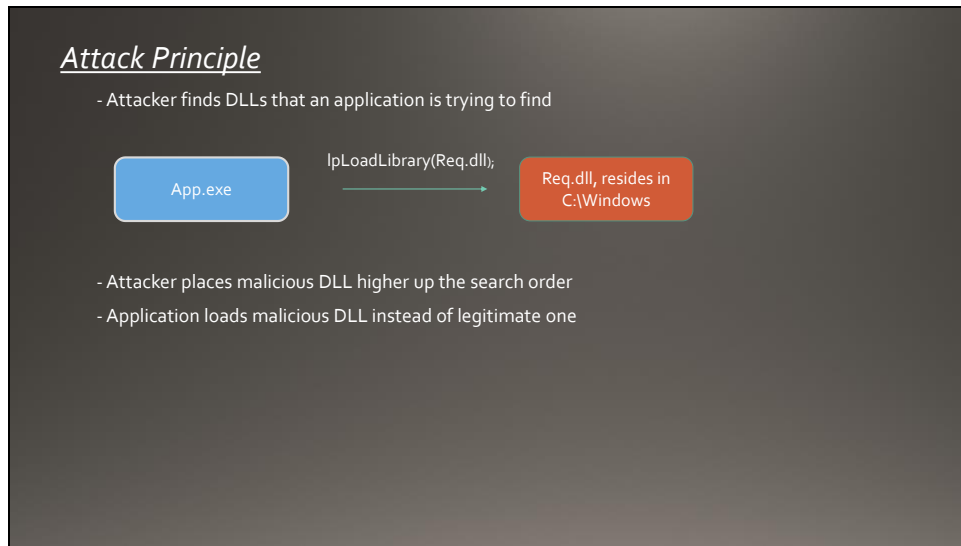 Attack Principle
- Attacker finds DLLs that an application is trying to find
lpLoadLibrary(Req.dll);
App.exe
Req.dll, resides in
C:\Windows
- Attacker places malicious DLL higher up the search order
- Application loads malicious DLL instead of legitimate one